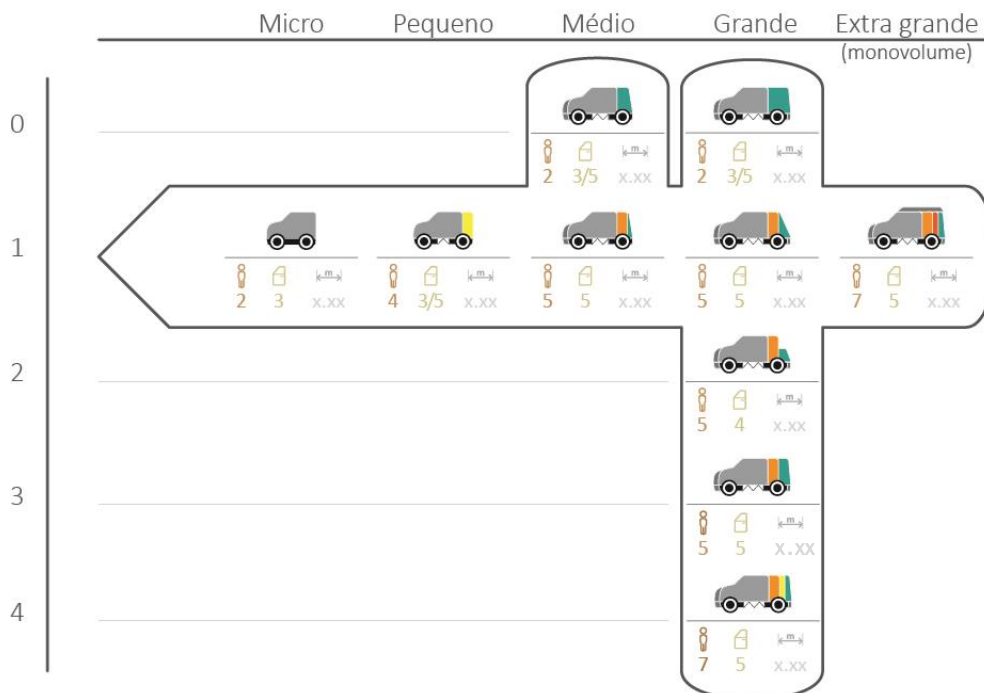 Micro Pequeno Médio Grande Extra grande
(monovolume)
0
m m
2 3/5 x.xx 2 3/5 x.xx
1
m m m m m
2 3 x.xx 4 3/5 x.xx 5 5 x.xx 5 5 x.xx 7 5 x.xx
2
m
5 4 x.xx
3
m
5 5 x.xx
4
m
7 5 x.xx